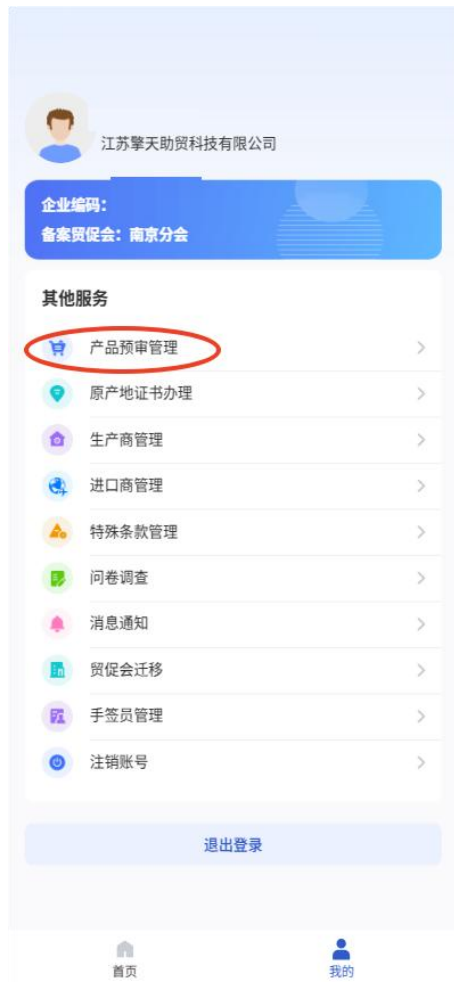 江苏擎天助贸科技有限公司
企业编码：
备案贸促会：南京分会
其他服务
产品预审管理
原产地证书办理
生产商管理
进口商管理
特殊条款管理
问卷调查
消息通知
贸促会迁移
手签员管理
注销账号
退出登录
首页
我的